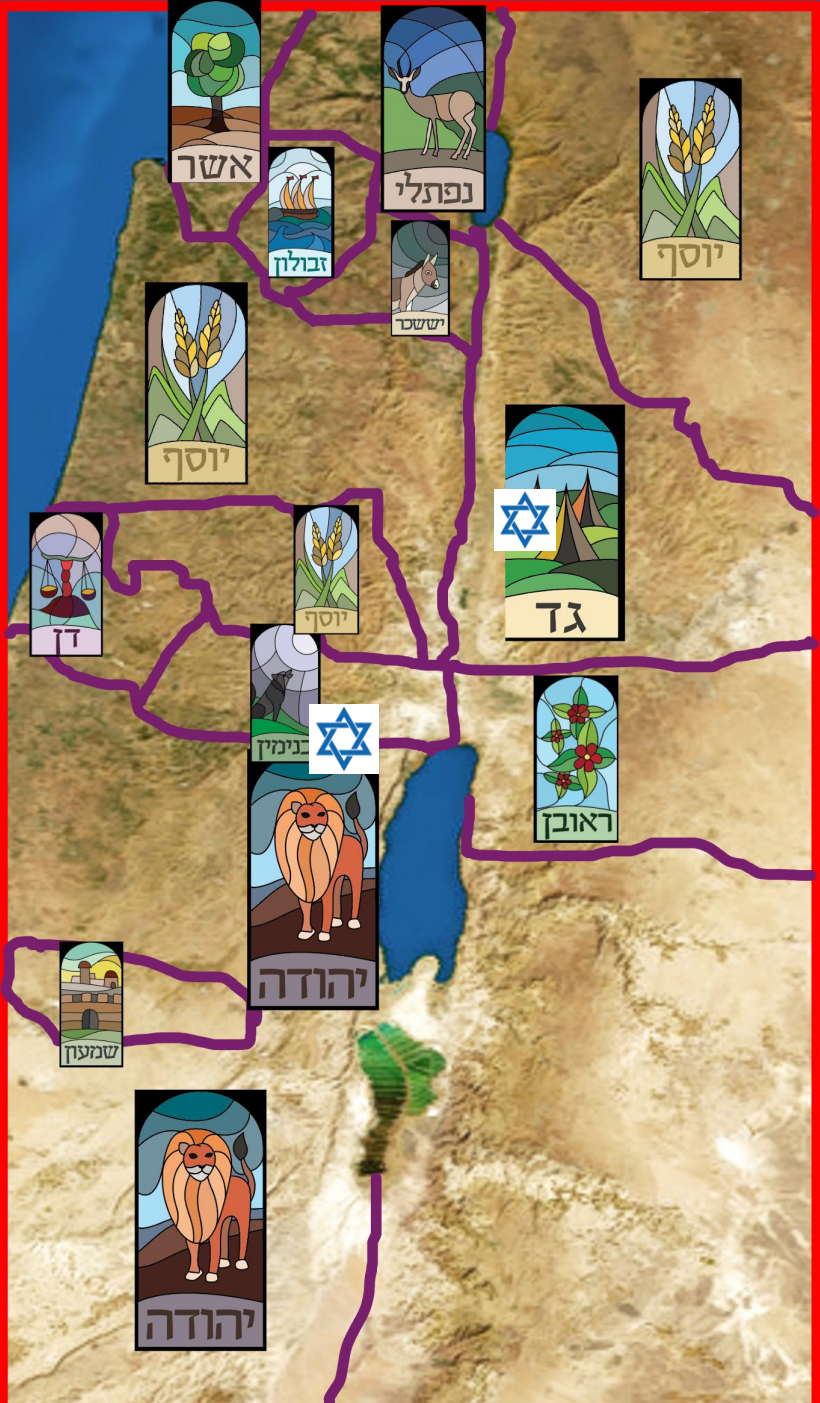 אשר
נפתלי
זבולון
יששכר
יוסף
יוסף
יוסף
גד
דן
בנימין
ראובן
יהודה
שמעון
יהודה